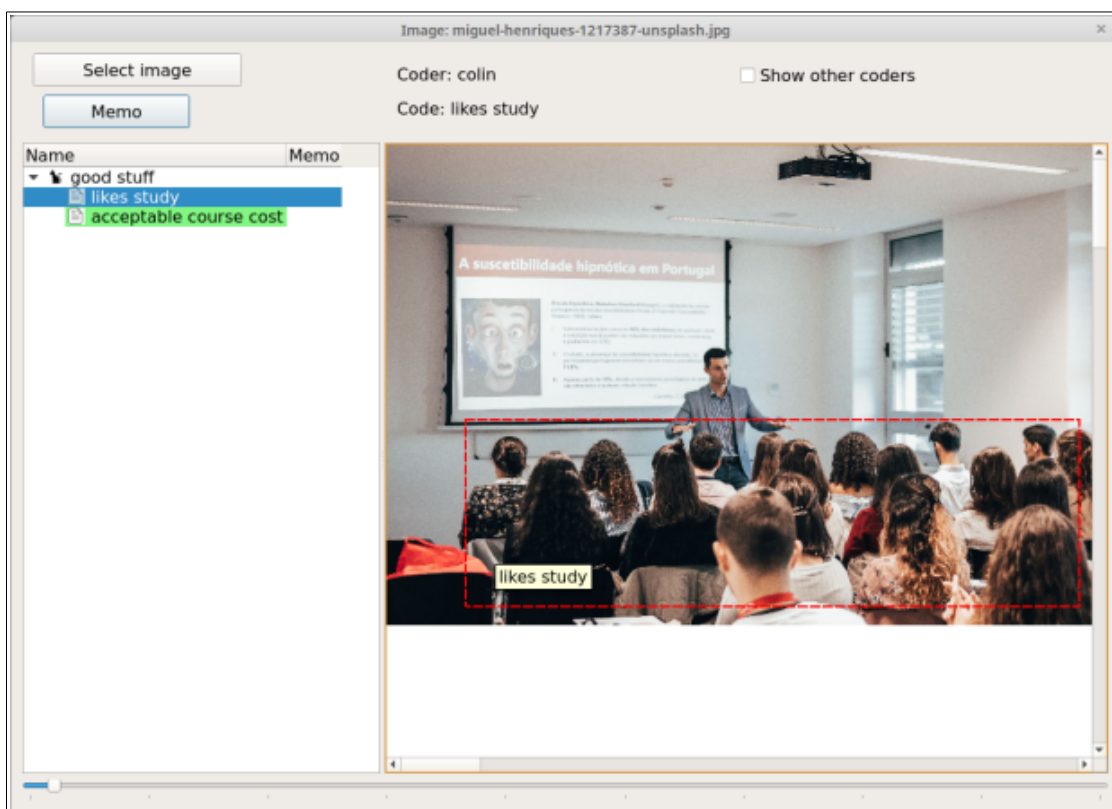 Image: miguel-henriques-1217387-unsplash.jpg
Select image
Coder: colin
Show other coders
Memo
Code: likes study
Name
Memo
good stuff
likes study
acceptable course cost
A suscetibilidade hipnótica em Portugal
likes study